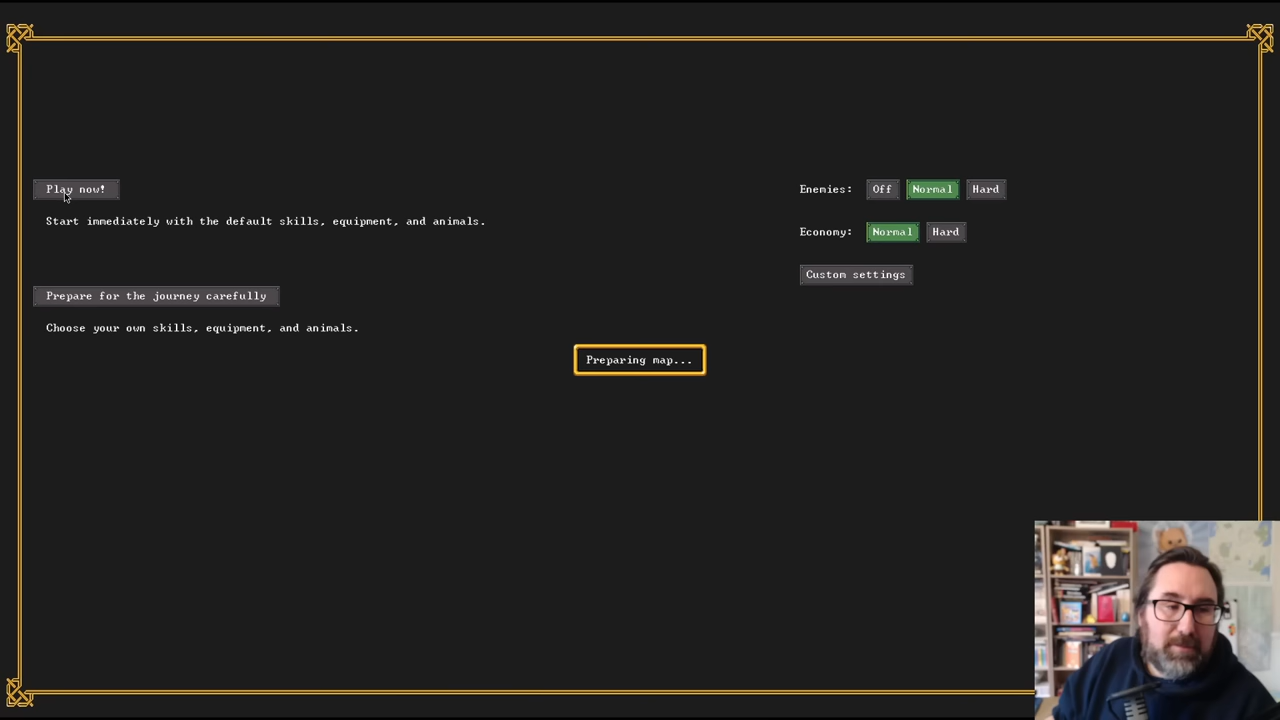 Play now!
Start immediately with the default skills, equipment, and animals.
Prepare for the journey carefully
Choose your own skills, equipment, and animals.
Enemies: Off Normal Hard
Economy: Normal Hard
Custom settings
Preparing map...